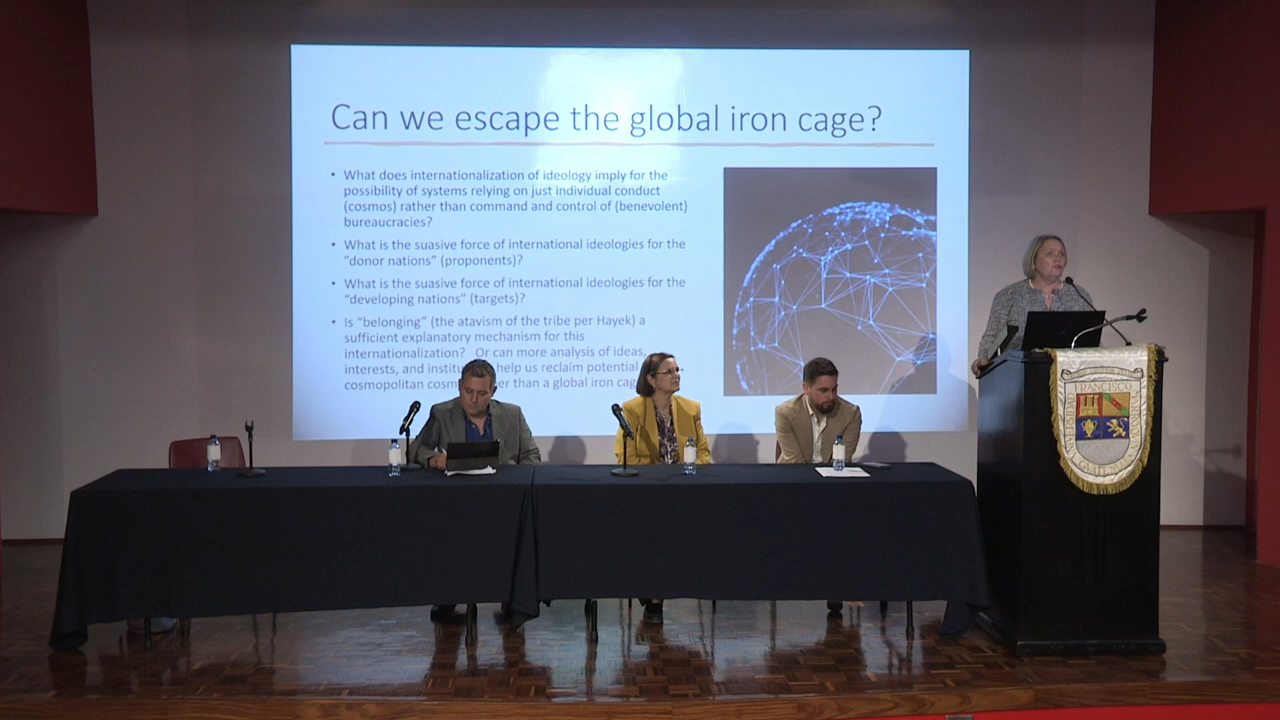 Can we escape the global iron cage?
• What does internationalization of ideology imply for the
possibility of systems relying on just individual conduct
(cosmos) rather than command and control of (benevolent)
bureaucracies?
• What is the suasive force of international ideologies for the
“donor nations” (proponents)?
• What is the suasive force of international ideologies for the
“developing nations” (targets)?
• Is “belonging” (the atavism of the tribe per Hayek) a
sufficient explanatory mechanism for this
internationalization? Or can more analysis of ideas,
interests, and help us reclaim potential
cosmopolitan than a global iron
FRANCISCO